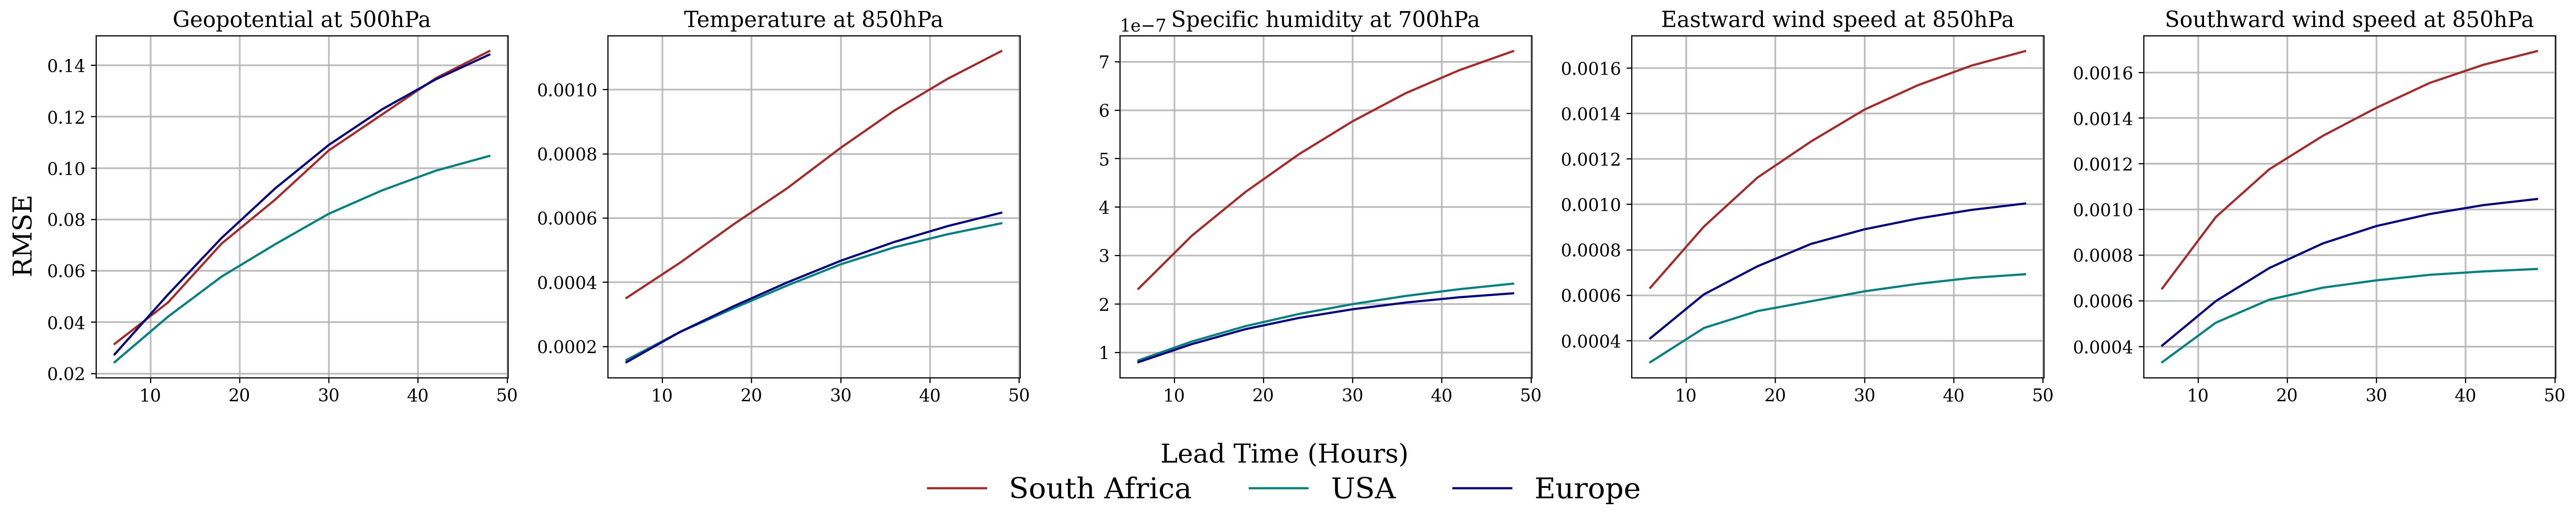 Geopotential at 500hPa
RMSE
0.14
0.12
0.10
0.08
0.06
0.04
0.02
10 20 30 40 50
Temperature at 850hPa
0.0010
0.0008
0.0006
0.0004
0.0002
10 20 30 40 50
1e−7 Specific humidity at 700hPa
7
6
5
4
3
2
1
10 20 30 40 50
Eastward wind speed at 850hPa
0.0016
0.0014
0.0012
0.0010
0.0008
0.0006
0.0004
10 20 30 40 50
Southward wind speed at 850hPa
0.0016
0.0014
0.0012
0.0010
0.0008
0.0006
0.0004
10 20 30 40 50
Lead Time (Hours)
South Africa USA Europe